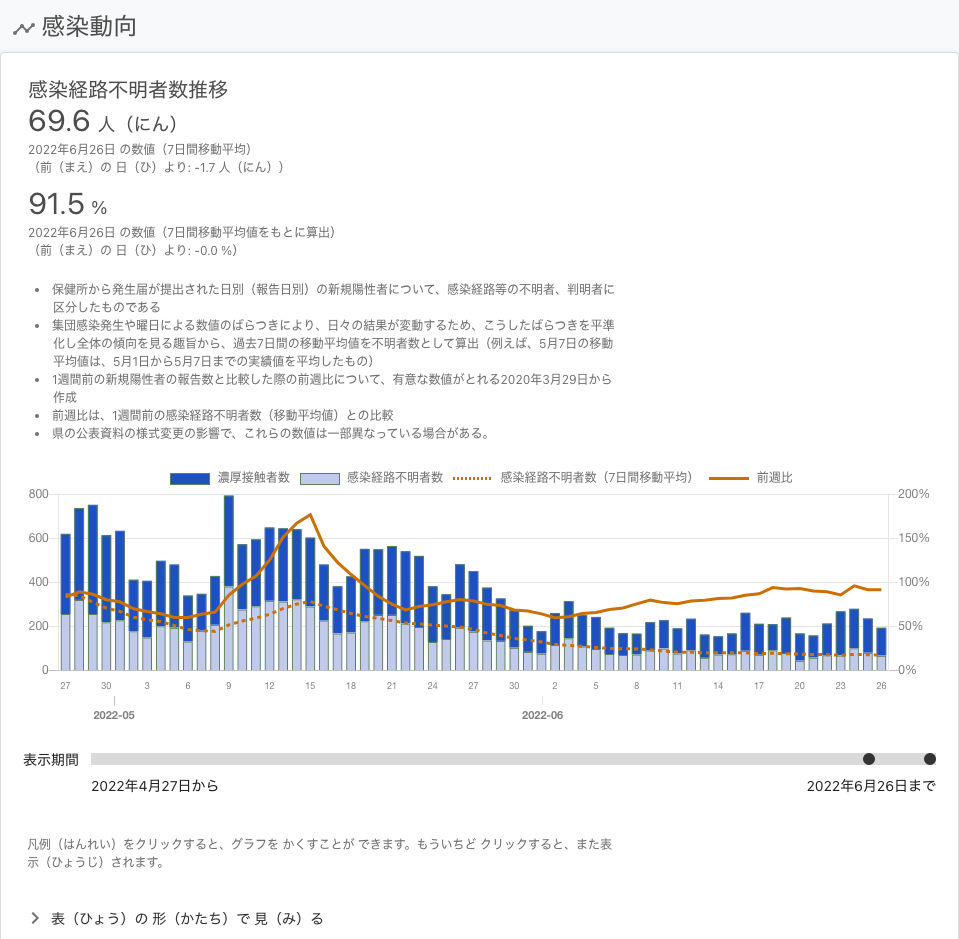 感染動向
感染経路不明者数推移
69.6 人（にん）
2022年6月26日 の数値（7日間移動平均）
（前（まえ）の 日（ひ）より: -1.7 人（にん））
91.5 %
2022年6月26日 の数値（7日間移動平均値をもとに算出）
（前（まえ）の 日（ひ）より: -0.0 %）
• 保健所から発生届が提出された日別（報告日別）の新規陽性者について、感染経路等の不明者、判明者に
区分したものである
• 集団感染発生や曜日による数値のばらつきにより、日々の結果が変動するため、こうしたばらつきを平準
化し全体の傾向を見る趣旨から、過去7日間の移動平均値を不明者数として算出（例えば、5月7日の移動
平均値は、5月1日から5月7日までの実績値を平均したもの）
• 1週間前の新規陽性者の報告数と比較した際の前週比について、有意な数値がとれる2020年3月29日から
作成
• 前週比は、1週間前の感染経路不明者数（移動平均値）との比較
• 県の公表資料の様式変更の影響で、これらの数値は一部異なっている場合がある。
濃厚接触者数 感染経路不明者数 感染経路不明者数（7日間移動平均） 前週比
800 200%
600 150%
400 100%
200 50%
0 0%
27 30 3 6 9 12 15 18 21 24 27 30 2 5 8 11 14 17 20 23 26
2022-05 2022-06
表示期間
2022年4月27日から 2022年6月26日まで
凡例（はんれい）をクリックすると、グラフを かくすことが できます。もういちど クリックすると、また表
示（ひょうじ）されます。
表（ひょう）の 形（かたち）で 見（み）る